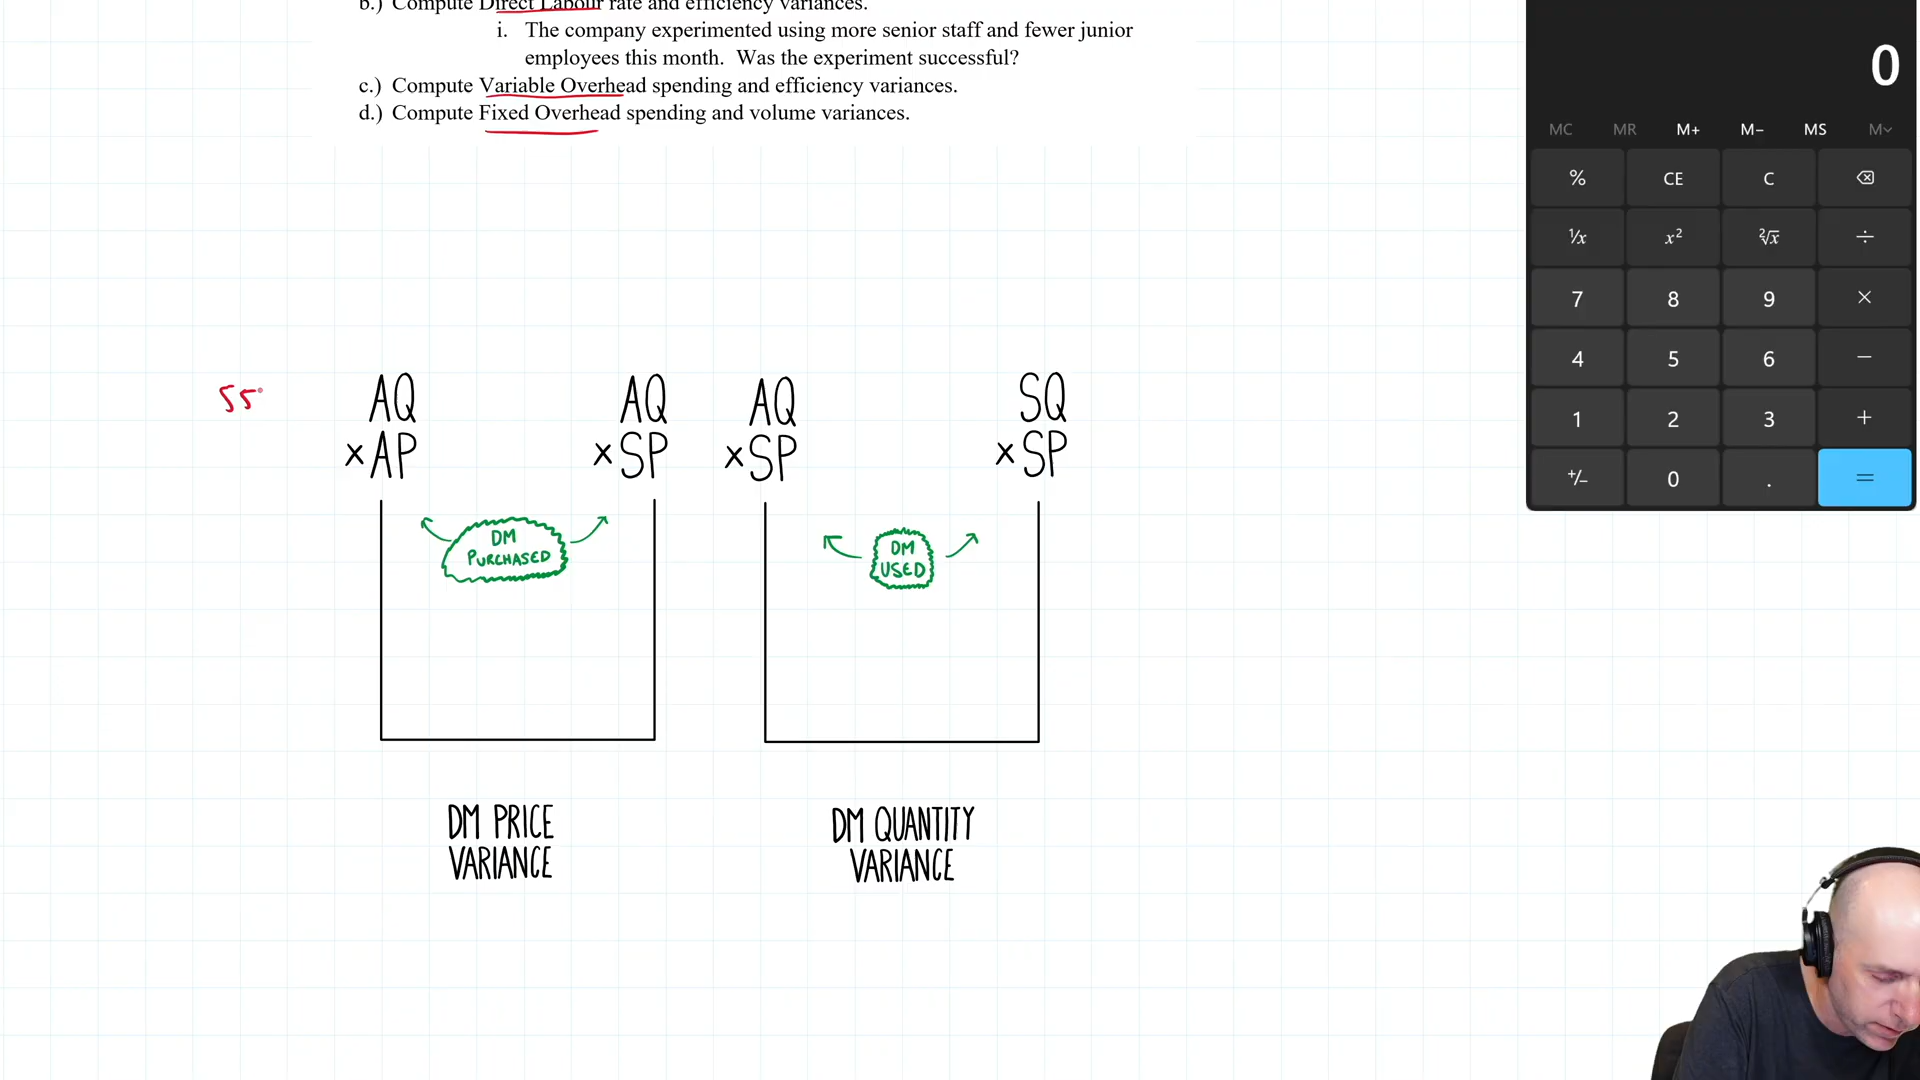 b.) Compute Direct Labour rate and efficiency variances.
i. The company experimented using more senior staff and fewer junior
employees this month. Was the experiment successful?
c.) Compute Variable Overhead spending and efficiency variances.
d.) Compute Fixed Overhead spending and volume variances.
55
AQ
×AP
AQ
×SP
AQ
×SP
SQ
×SP
DM
PURCHASED
DM
USED
DM PRICE
VARIANCE
DM QUANTITY
VARIANCE
0
MC MR M+ M− MS M˅
% CE C ⌫
¹/x x² ²√x ÷
7 8 9 ×
4 5 6 −
1 2 3 +
+/− 0 . =